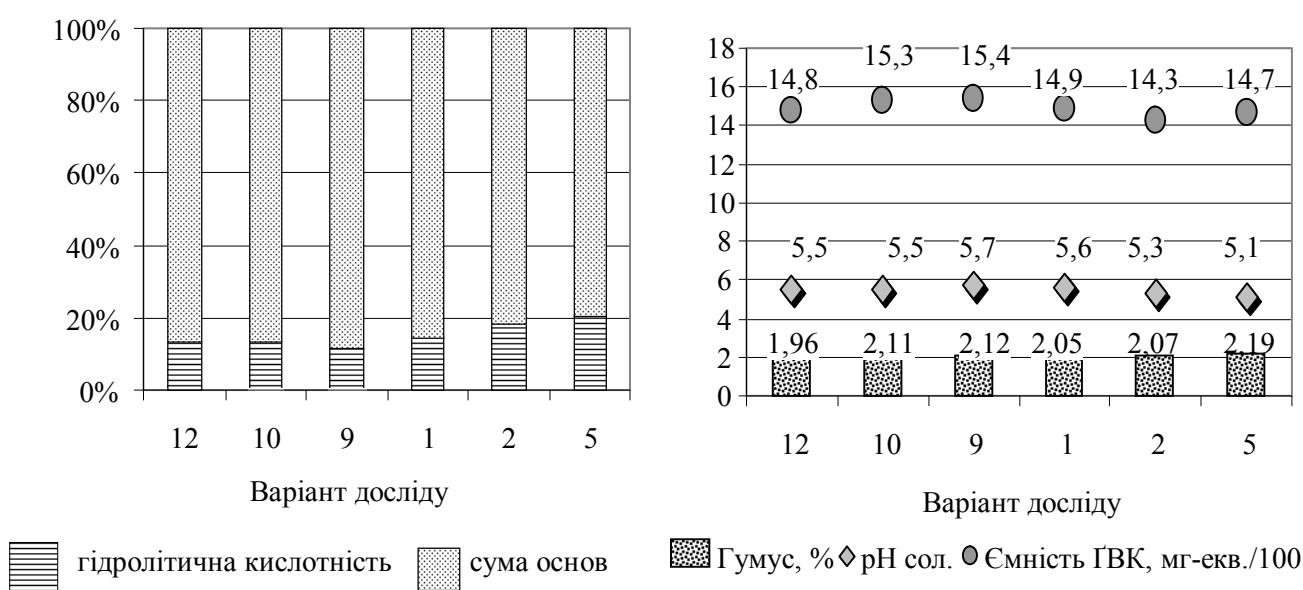 100%
80%
60%
40%
20%
0%
12 10 9 1 2 5
Варіант досліду
гідролітична кислотність сума основ
18
16
14
12
10
8
6
4
2
0
14,8 15,3 15,4 14,9 14,3 14,7
5,5 5,5 5,7 5,6 5,3 5,1
1,96 2,11 2,12 2,05 2,07 2,19
12 10 9 1 2 5
Варіант досліду
Гумус, % рН сол. Ємність ҐВК, мг-екв./100